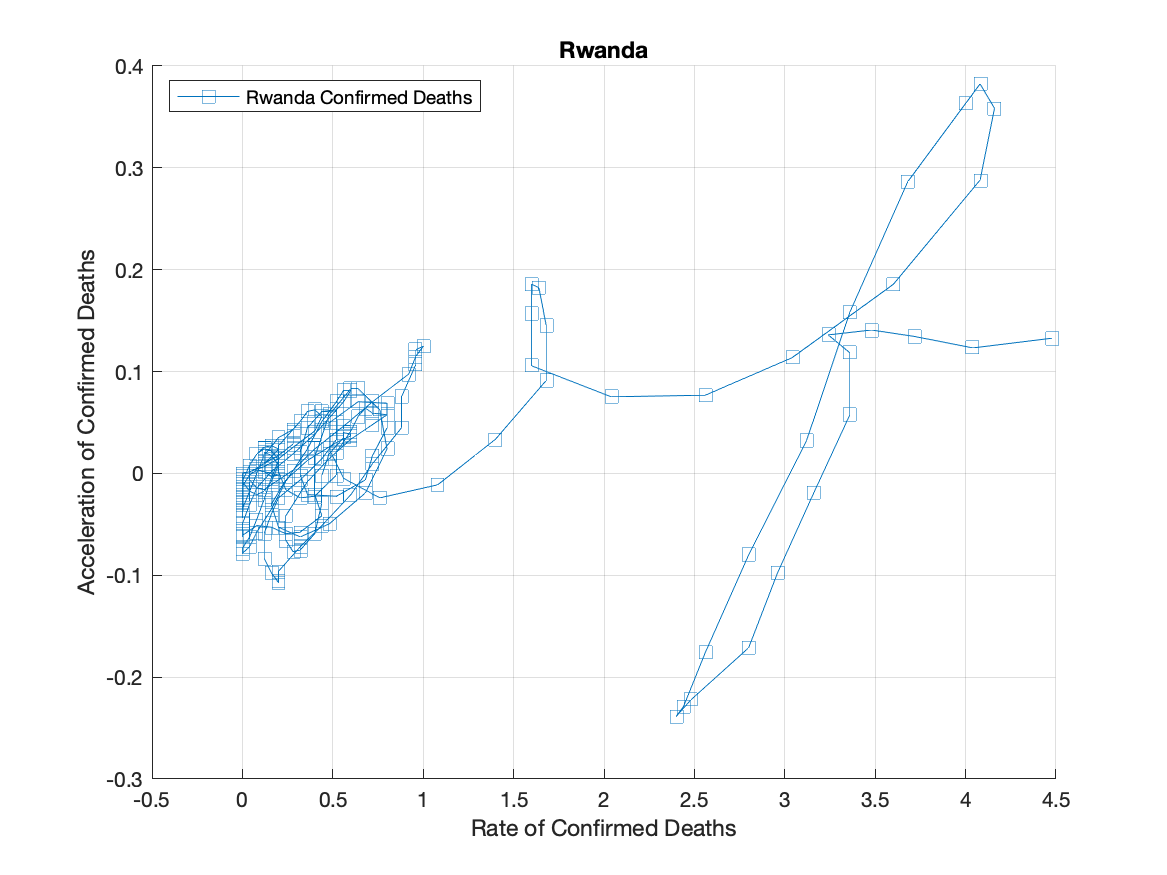 Rwanda
Rwanda Confirmed Deaths
Acceleration of Confirmed Deaths
0.4
0.3
0.2
0.1
0
-0.1
-0.2
-0.3
-0.5 0 0.5 1 1.5 2 2.5 3 3.5 4 4.5
Rate of Confirmed Deaths